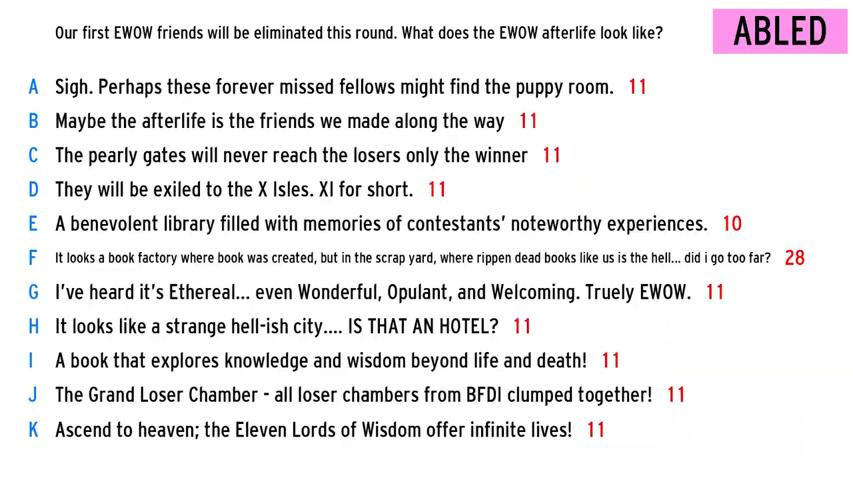 Our first EWOW friends will be eliminated this round. What does the EWOW afterlife look like?
ABLED
A Sigh. Perhaps these forever missed fellows might find the puppy room. 11
B Maybe the afterlife is the friends we made along the way 11
C The pearly gates will never reach the losers only the winner 11
D They will be exiled to the X Isles. XI for short. 11
E A benevolent library filled with memories of contestants' noteworthy experiences. 10
F It looks a book factory where book was created, but in the scrap yard, where rippen dead books like us is the hell... did i go too far? 28
G I've heard it's Ethereal... even Wonderful, Opulant, and Welcoming. Truely EWOW. 11
H It looks like a strange hell-ish city.... IS THAT AN HOTEL? 11
I A book that explores knowledge and wisdom beyond life and death! 11
J The Grand Loser Chamber - all loser chambers from BFDI clumped together! 11
K Ascend to heaven; the Eleven Lords of Wisdom offer infinite lives! 11